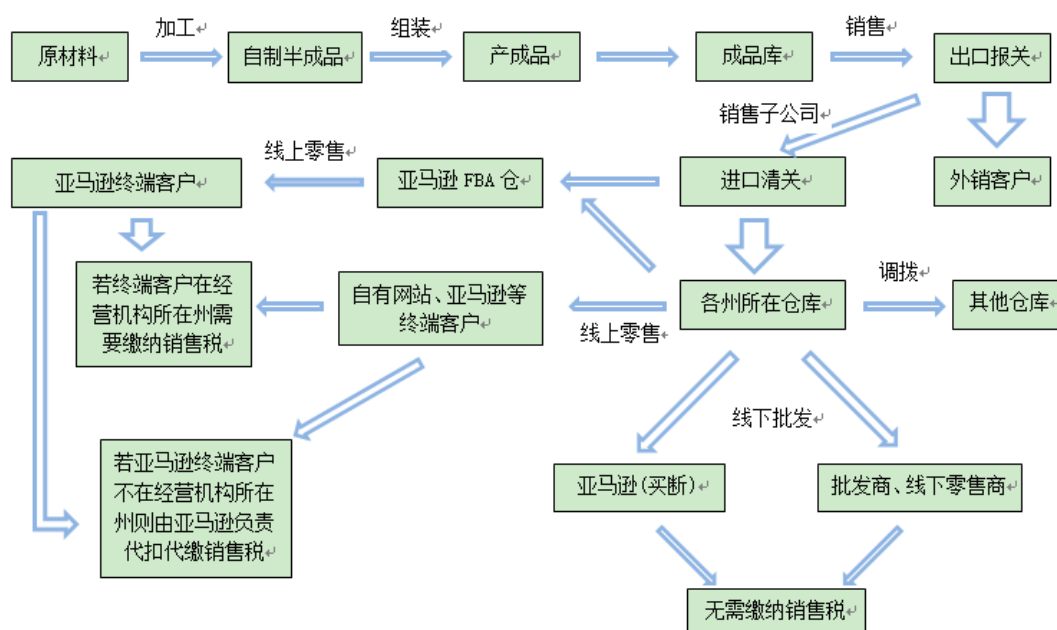 加工
组装
销售
原材料
自制半成品
产成品
成品库
出口报关
销售子公司
线上零售
亚马逊终端客户
亚马逊 FBA 仓
进口清关
外销客户
调拨
若终端客户在经
营机构所在州需
要缴纳销售税
自有网站、亚马逊等
终端客户
各州所在仓库
其他仓库
线上零售
线下批发
若亚马逊终端客户
不在经营机构所在
州则由亚马逊负责
代扣代缴销售税
亚马逊(买断)
批发商、线下零售商
无需缴纳销售税